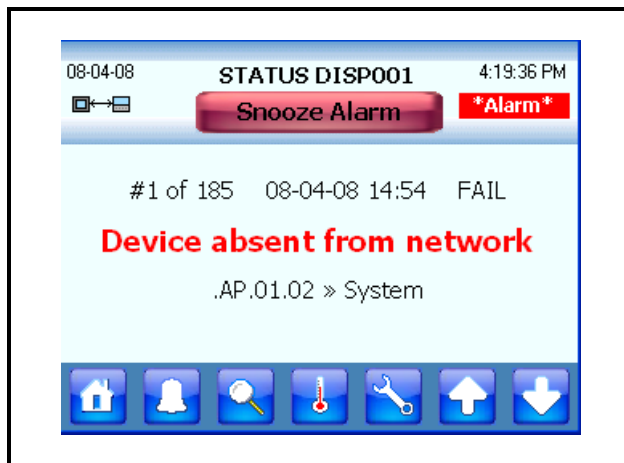 08-04-08 STATUS DISP001 4:19:36 PM
Snooze Alarm *Alarm*
#1 of 185 08-04-08 14:54 FAIL
Device absent from network
.AP.01.02 » System